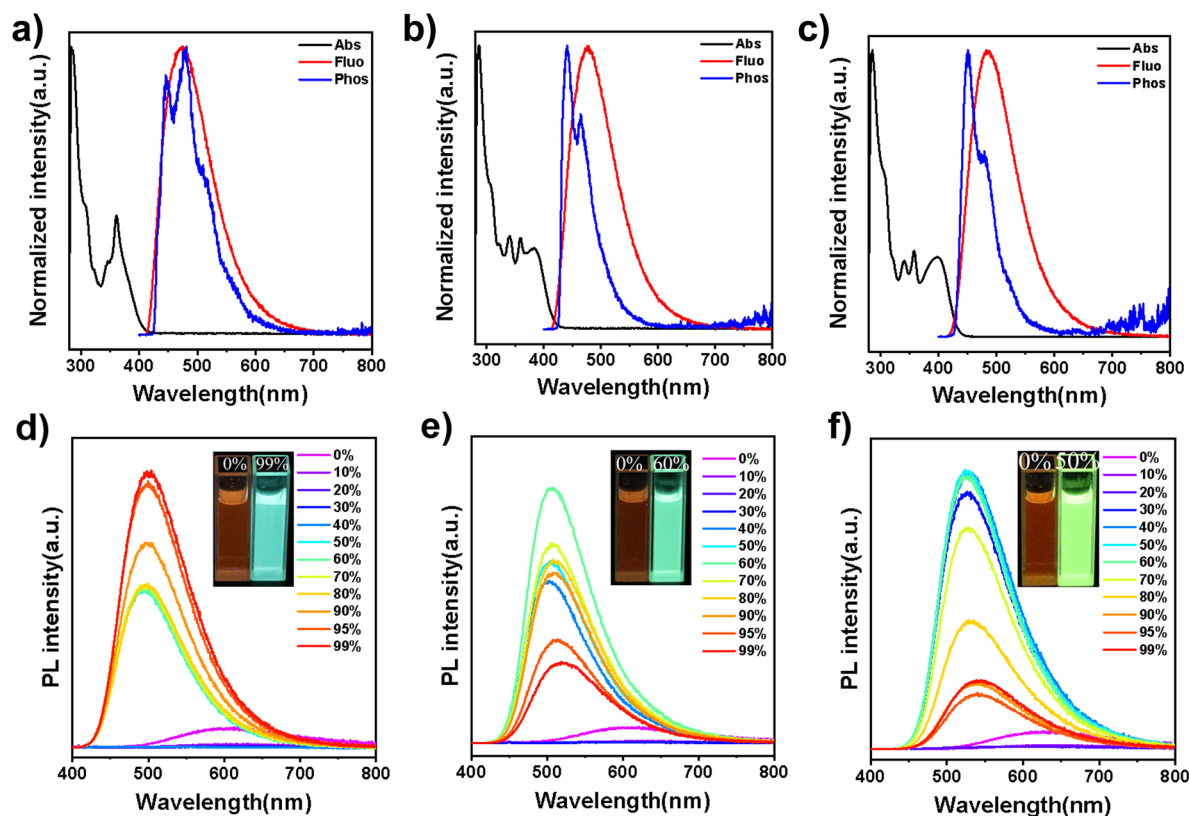 a)
Normalized intensity(a.u.)
Abs
Fluo
Phos
300 400 500 600 700 800
Wavelength(nm)
b)
Normalized intensity(a.u.)
Abs
Fluo
Phos
300 400 500 600 700 800
Wavelength(nm)
c)
Normalized intensity(a.u.)
Abs
Fluo
Phos
300 400 500 600 700 800
Wavelength(nm)
d)
PL intensity(a.u.)
0% 99%
0%
10%
20%
30%
40%
50%
60%
70%
80%
90%
95%
99%
400 500 600 700 800
Wavelength(nm)
e)
PL intensity(a.u.)
0% 60%
0%
10%
20%
30%
40%
50%
60%
70%
80%
90%
95%
99%
400 500 600 700 800
Wavelength(nm)
f)
PL intensity(a.u.)
0% 50%
0%
10%
20%
30%
40%
50%
60%
70%
80%
90%
95%
99%
400 500 600 700 800
Wavelength(nm)